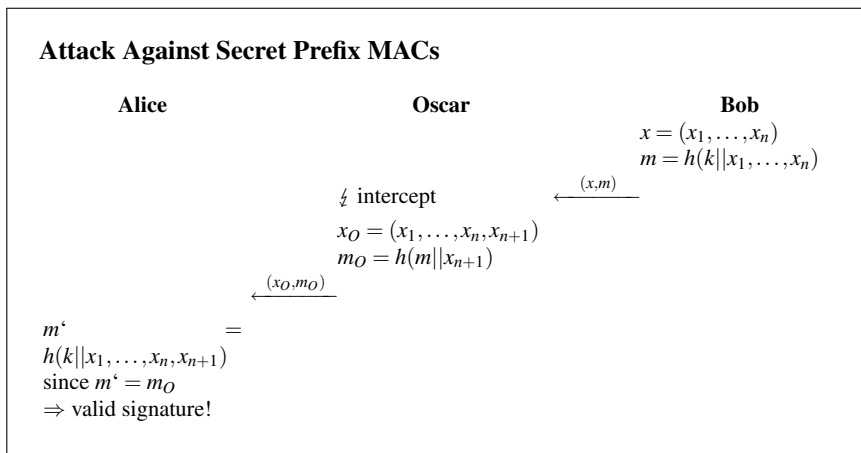 Attack Against Secret Prefix MACs
Alice Oscar Bob
x = (x₁,...,xₙ)
m = h(k||x₁,...,xₙ)
(x,m)
↯ intercept ←
x_O = (x₁,...,xₙ,xₙ₊₁)
m_O = h(m||xₙ₊₁)
(x_O,m_O)
←
m‘ =
h(k||x₁,...,xₙ,xₙ₊₁)
since m‘ = m_O
⇒ valid signature!